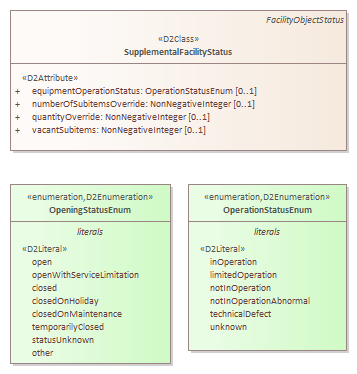 FacilityObjectStatus
«D2Class»
SupplementalFacilityStatus
«D2Attribute»
+ equipmentOperationStatus: OperationStatusEnum [0..1]
+ numberOfSubitemsOverride: NonNegativeInteger [0..1]
+ quantityOverride: NonNegativeInteger [0..1]
+ vacantSubitems: NonNegativeInteger [0..1]
«enumeration,D2Enumeration»
OpeningStatusEnum
literals
«D2Literal»
open
openWithServiceLimitation
closed
closedOnHoliday
closedOnMaintenance
temporarilyClosed
statusUnknown
other
«enumeration,D2Enumeration»
OperationStatusEnum
literals
«D2Literal»
inOperation
limitedOperation
notInOperation
notInOperationAbnormal
technicalDefect
unknown